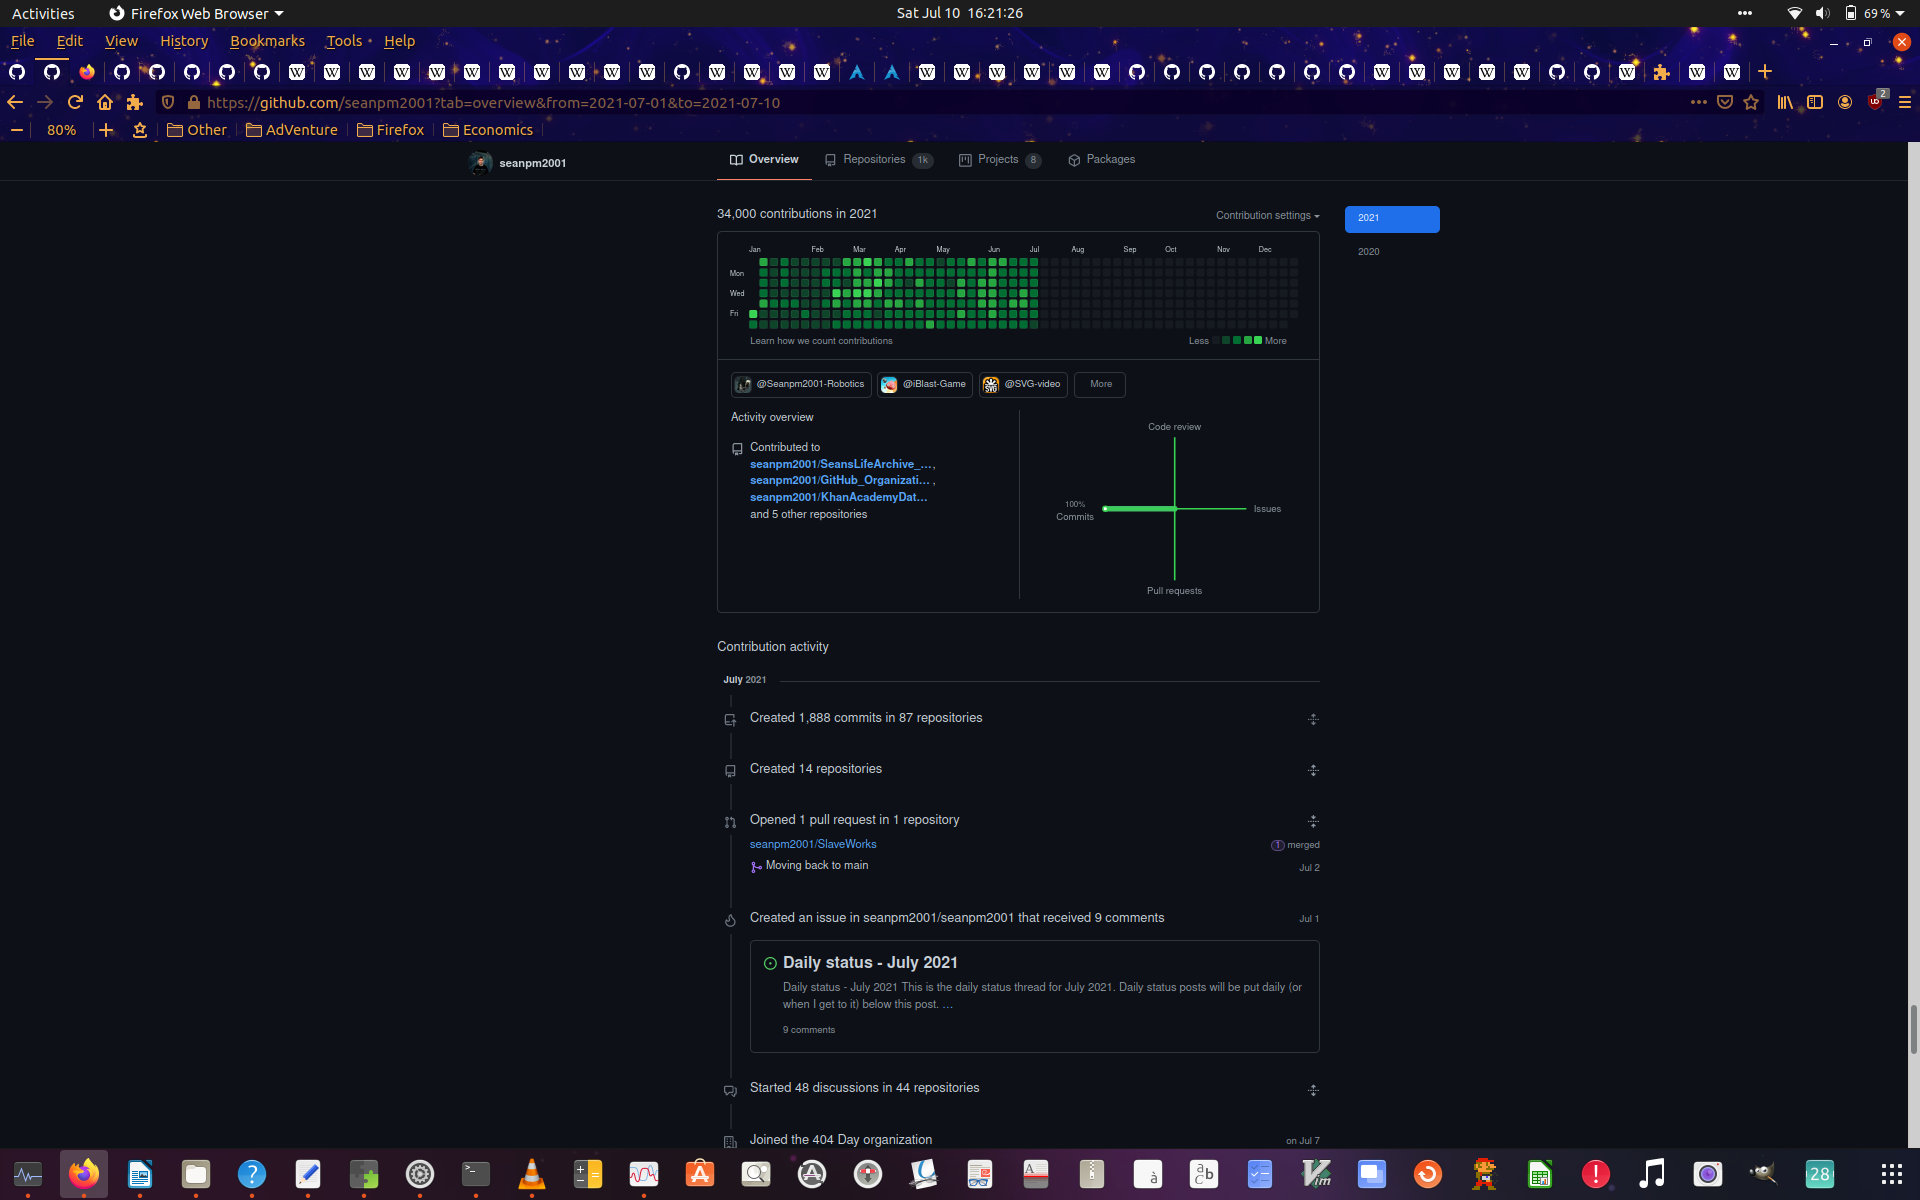 Activities Firefox Web Browser Sat Jul 10 16:21:26 69 %
File Edit View History Bookmarks Tools Help
https://github.com/seanpm2001?tab=overview&from=2021-07-01&to=2021-07-10 2
80% Other AdVenture Firefox Economics
seanpm2001 Overview Repositories 1k Projects 8 Packages
34,000 contributions in 2021 Contribution settings 2021
2020
Jan Feb Mar Apr May Jun Jul Aug Sep Oct Nov Dec
Mon
Wed
Fri
Learn how we count contributions Less More
@Seanpm2001-Robotics @iBlast-Game @SVG-video More
Activity overview
Contributed to
seanpm2001/SeansLifeArchive_…,
seanpm2001/GitHub_Organizati… ,
seanpm2001/KhanAcademyDat…
and 5 other repositories
Code review
100%
Commits
Issues
Pull requests
Contribution activity
July 2021
Created 1,888 commits in 87 repositories
Created 14 repositories
Opened 1 pull request in 1 repository
seanpm2001/SlaveWorks 1 merged
Moving back to main Jul 2
Created an issue in seanpm2001/seanpm2001 that received 9 comments Jul 1
Daily status - July 2021
Daily status - July 2021 This is the daily status thread for July 2021. Daily status posts will be put daily (or
when I get to it) below this post. …
9 comments
Started 48 discussions in 44 repositories
Joined the 404 Day organization on Jul 7
28